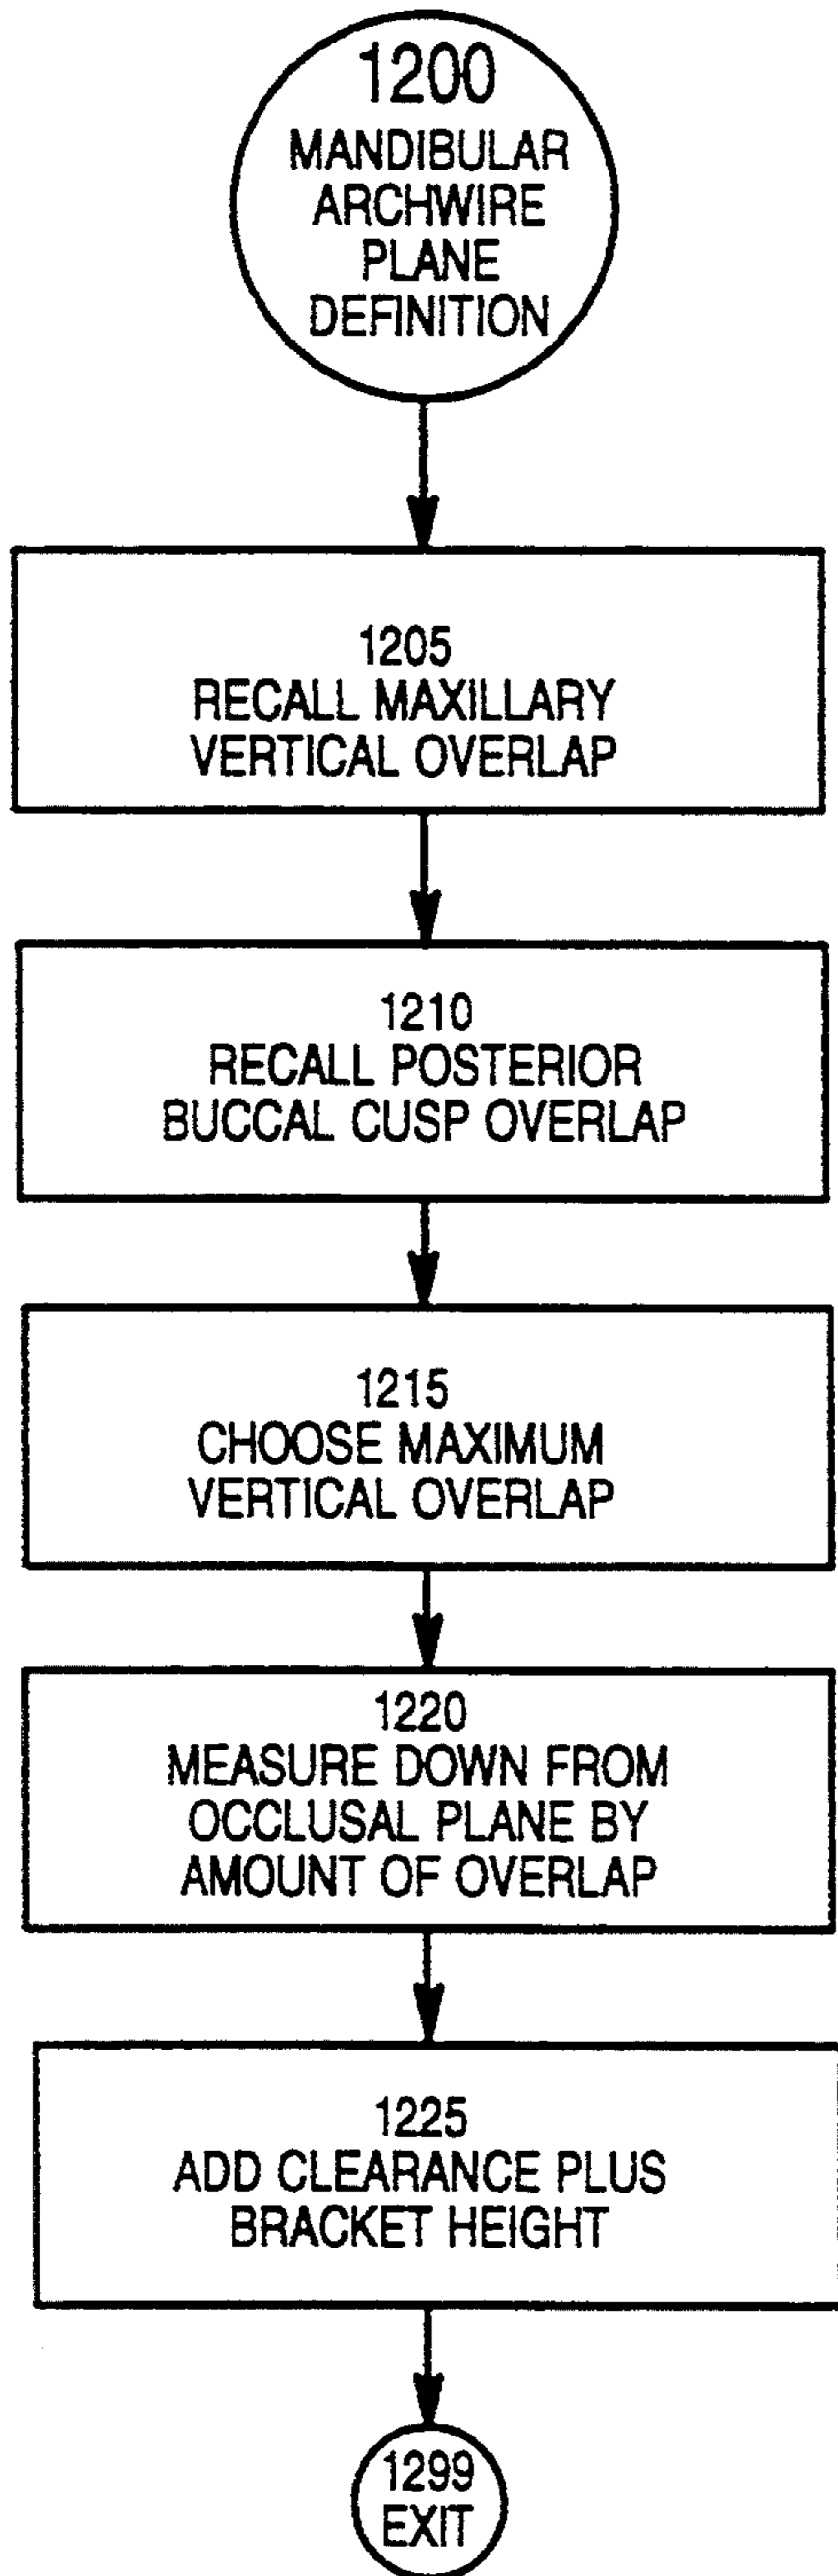 1200
MANDIBULAR
ARCHWIRE
PLANE
DEFINITION
1205
RECALL MAXILLARY
VERTICAL OVERLAP
1210
RECALL POSTERIOR
BUCCAL CUSP OVERLAP
1215
CHOOSE MAXIMUM
VERTICAL OVERLAP
1220
MEASURE DOWN FROM
OCCLUSAL PLANE BY
AMOUNT OF OVERLAP
1225
ADD CLEARANCE PLUS
BRACKET HEIGHT
1299
EXIT